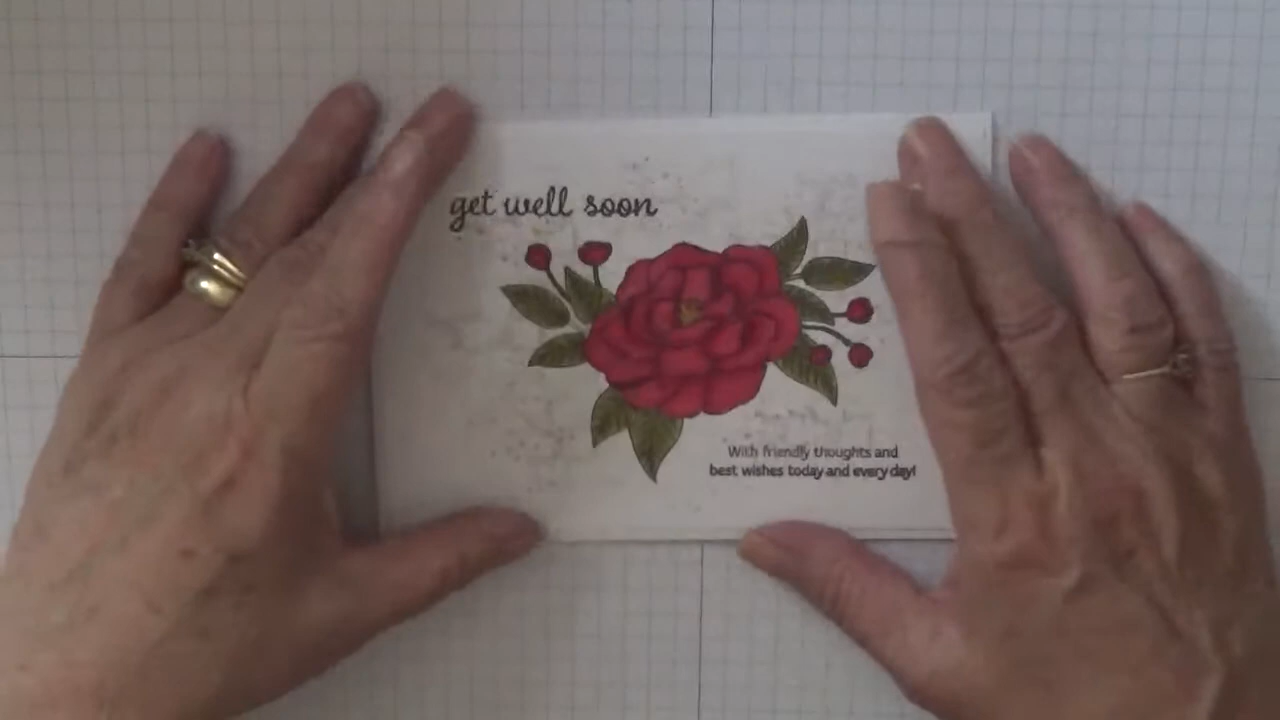 get well soon
With friendly thoughts and
best wishes today and every day!